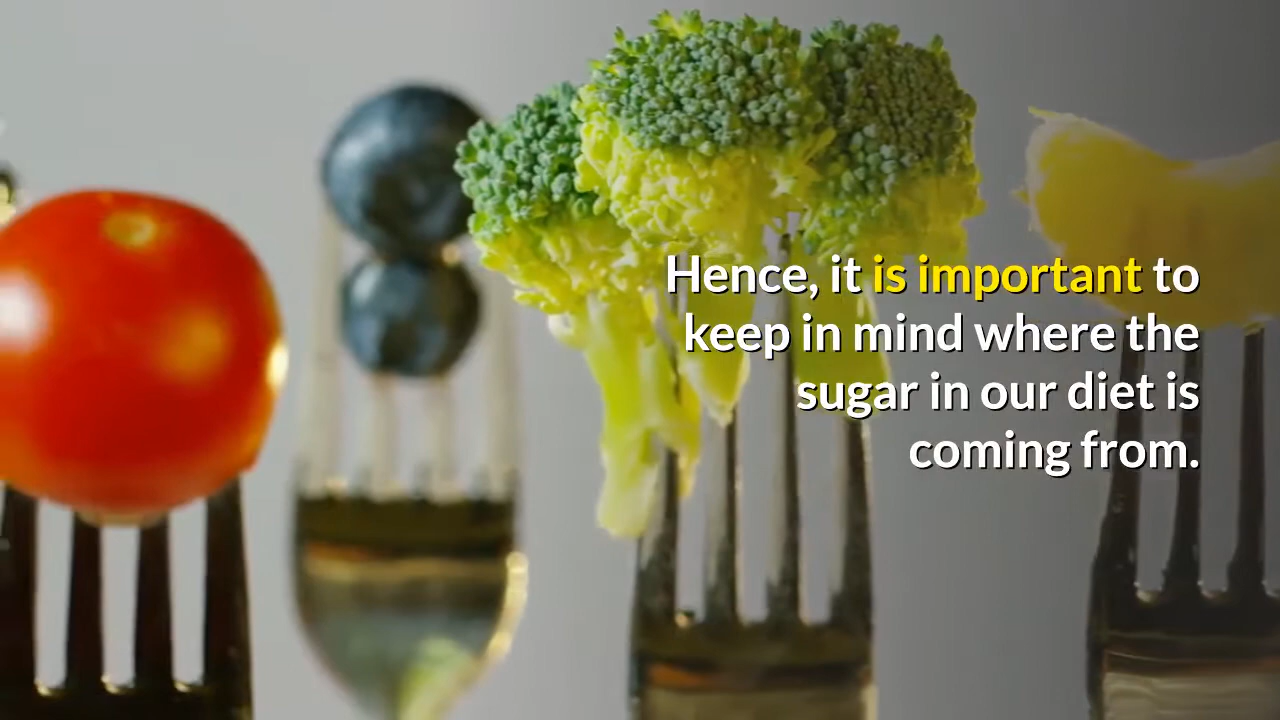 Hence, it is important to
keep in mind where the
sugar in our diet is
coming from.